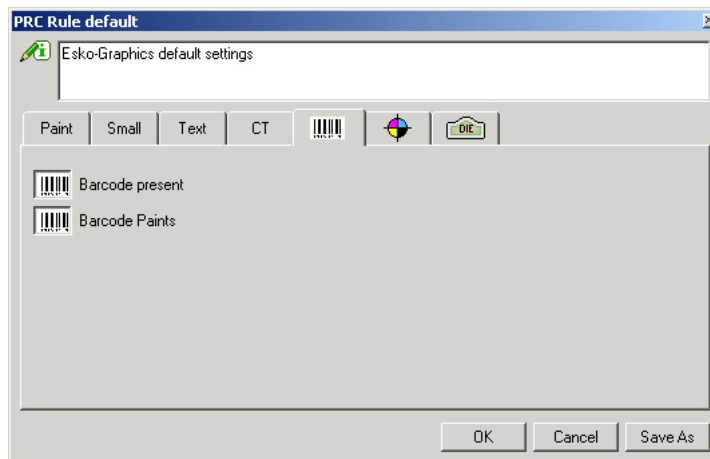 PRC Rule default
Esko-Graphics default settings
Paint Small Text CT DIE
Barcode present
Barcode Paints
OK Cancel Save As